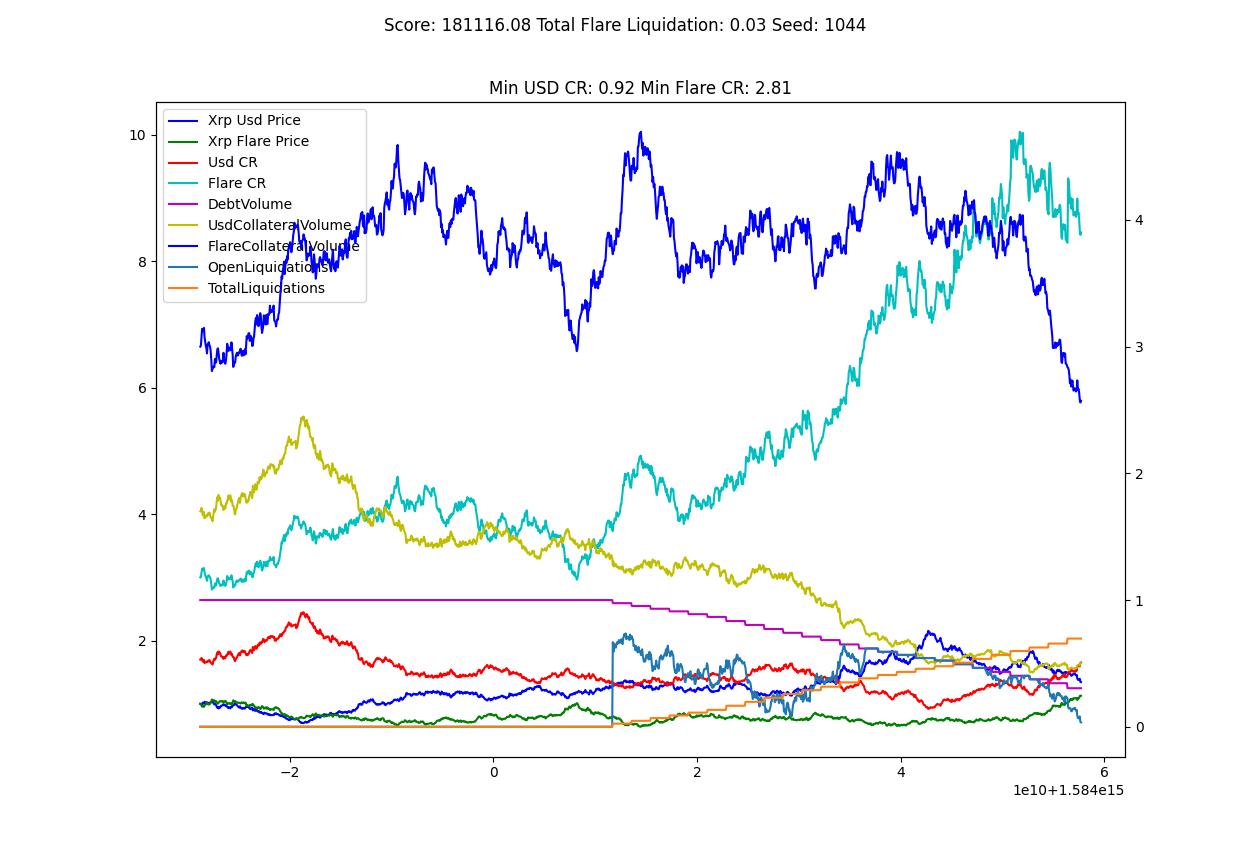 Score: 181116.08 Total Flare Liquidation: 0.03 Seed: 1044
Min USD CR: 0.92 Min Flare CR: 2.81
Xrp Usd Price
Xrp Flare Price
Usd CR
Flare CR
DebtVolume
UsdCollateralVolume
FlareCollateralVolume
OpenLiquidations
TotalLiquidations
10
8
6
4
2
4
3
2
1
0
−2
0
2
4
6
1e10+1.584e15